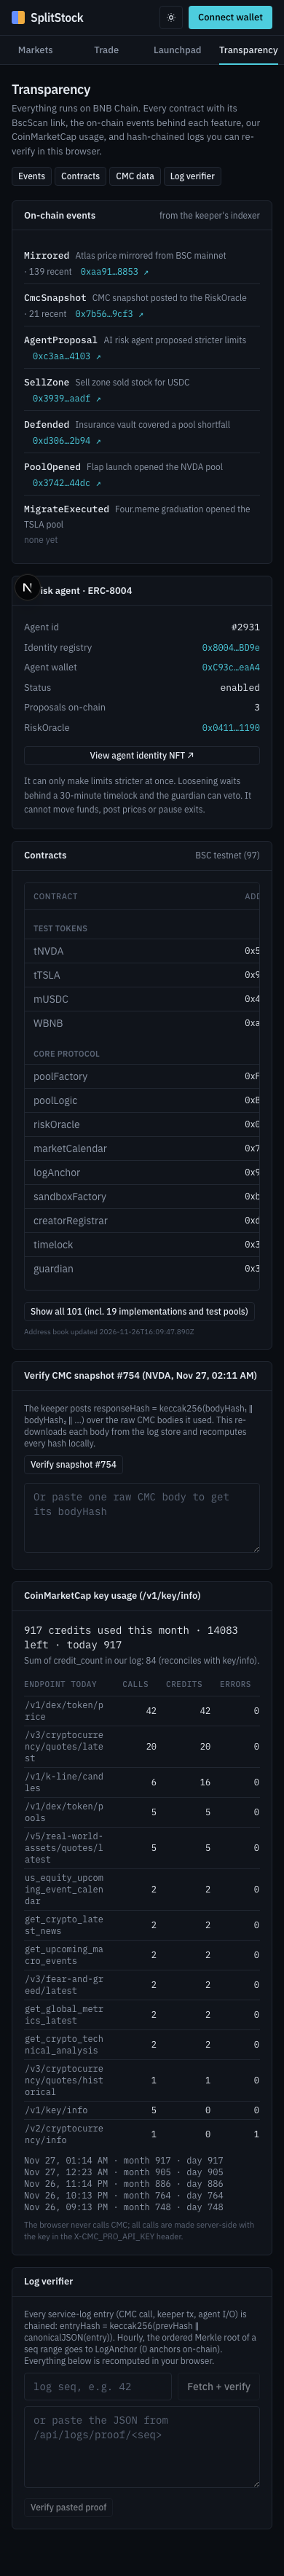 SplitStock
Connect wallet
Markets Trade Launchpad Transparency
Transparency
Everything runs on BNB Chain. Every contract with its
BscScan link, the on-chain events behind each feature, our
CoinMarketCap usage, and hash-chained logs you can re-
verify in this browser.
Events Contracts CMC data Log verifier
On-chain events from the keeper's indexer
Mirrored Atlas price mirrored from BSC mainnet
· 139 recent 0xaa91…8853 ↗
CmcSnapshot CMC snapshot posted to the RiskOracle
· 21 recent 0x7b56…9cf3 ↗
AgentProposal AI risk agent proposed stricter limits
0xc3aa…4103 ↗
SellZone Sell zone sold stock for USDC
0x3939…aadf ↗
Defended Insurance vault covered a pool shortfall
0xd306…2b94 ↗
PoolOpened Flap launch opened the NVDA pool
0x3742…44dc ↗
MigrateExecuted Four.meme graduation opened the
TSLA pool
none yet
isk agent · ERC-8004
Agent id #2931
Identity registry 0x8004…BD9e
Agent wallet 0xC93c…eaA4
Status enabled
Proposals on-chain 3
RiskOracle 0x0411…1190
View agent identity NFT ↗
It can only make limits stricter at once. Loosening waits
behind a 30-minute timelock and the guardian can veto. It
cannot move funds, post prices or pause exits.
Contracts BSC testnet (97)
CONTRACT ADD
TEST TOKENS
tNVDA 0x5
tTSLA 0x9
mUSDC 0x4
WBNB 0xa
CORE PROTOCOL
poolFactory 0xF
poolLogic 0xB
riskOracle 0x0
marketCalendar 0x7
logAnchor 0x9
sandboxFactory 0xb
creatorRegistrar 0xd
timelock 0x3
guardian 0x3
Show all 101 (incl. 19 implementations and test pools)
Address book updated 2026-11-26T16:09:47.890Z
Verify CMC snapshot #754 (NVDA, Nov 27, 02:11 AM)
The keeper posts responseHash = keccak256(bodyHash₁ ‖
bodyHash₂ ‖ …) over the raw CMC bodies it used. This re-
downloads each body from the log store and recomputes
every hash locally.
Verify snapshot #754
Or paste one raw CMC body to get
its bodyHash
CoinMarketCap key usage (/v1/key/info)
917 credits used this month · 14083
left · today 917
Sum of credit_count in our log: 84 (reconciles with key/info).
ENDPOINT TODAY CALLS CREDITS ERRORS
/v1/dex/token/p
rice 42 42 0
/v3/cryptocurre
ncy/quotes/late
st 20 20 0
/v1/k-line/cand
les 6 16 0
/v1/dex/token/p
ools 5 5 0
/v5/real-world-
assets/quotes/l
atest 5 5 0
us_equity_upcom
ing_event_calen
dar 2 2 0
get_crypto_late
st_news 2 2 0
get_upcoming_ma
cro_events 2 2 0
/v3/fear-and-gr
eed/latest 2 2 0
get_global_metr
ics_latest 2 2 0
get_crypto_tech
nical_analysis 2 2 0
/v3/cryptocurre
ncy/quotes/hist
orical 1 1 0
/v1/key/info 5 0 0
/v2/cryptocurre
ncy/info 1 0 1
Nov 27, 01:14 AM · month 917 · day 917
Nov 27, 12:23 AM · month 905 · day 905
Nov 26, 11:14 PM · month 886 · day 886
Nov 26, 10:13 PM · month 764 · day 764
Nov 26, 09:13 PM · month 748 · day 748
The browser never calls CMC; all calls are made server-side with
the key in the X-CMC_PRO_API_KEY header.
Log verifier
Every service-log entry (CMC call, keeper tx, agent I/O) is
chained: entryHash = keccak256(prevHash ‖
canonicalJSON(entry)). Hourly, the ordered Merkle root of a
seq range goes to LogAnchor (0 anchors on-chain).
Everything below is recomputed in your browser.
log seq, e.g. 42 Fetch + verify
or paste the JSON from
/api/logs/proof/<seq>
Verify pasted proof